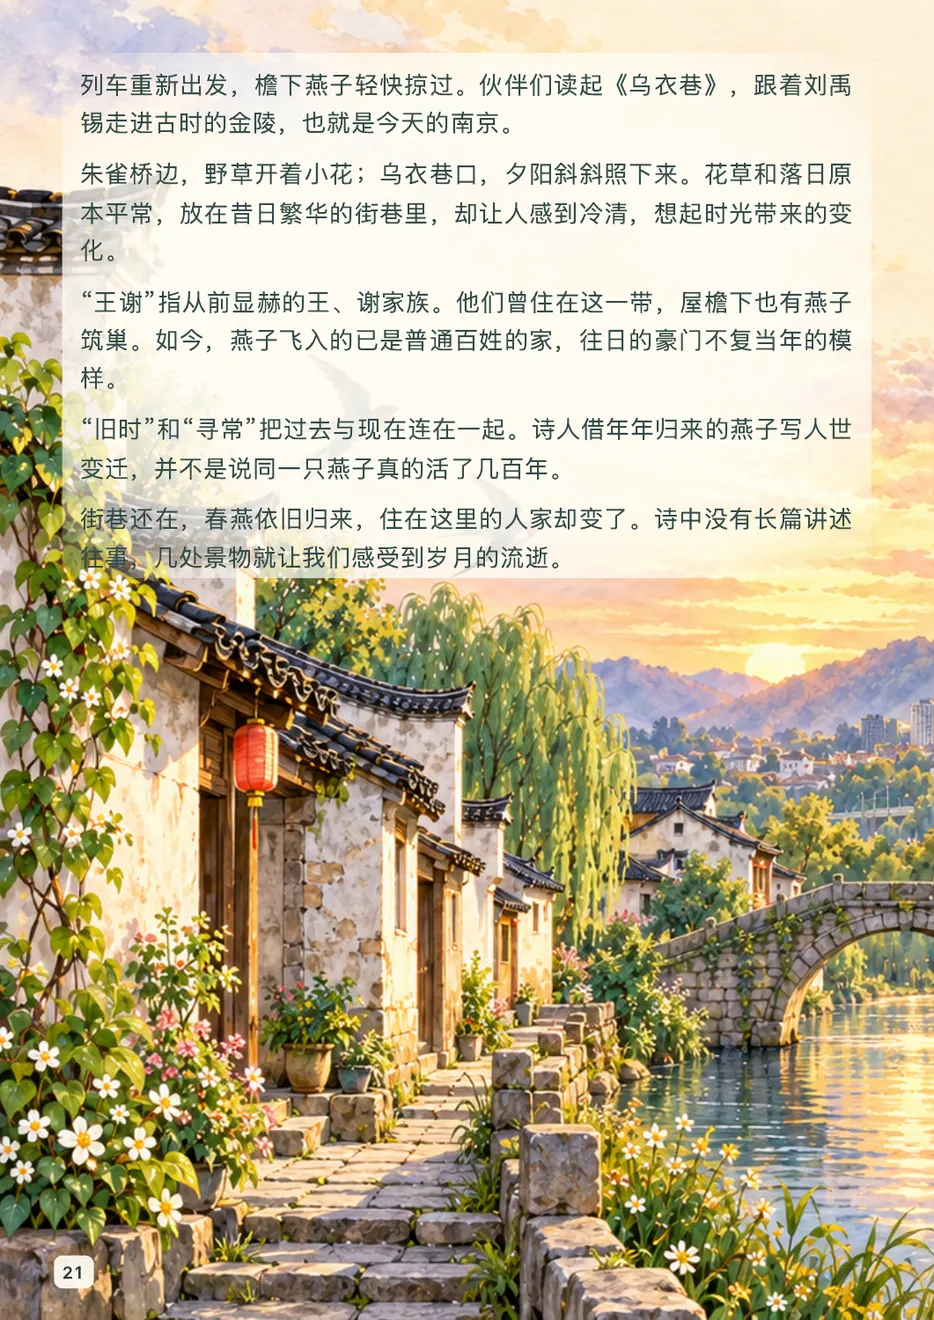 列车重新出发，檐下燕子轻快掠过。伙伴们读起《乌衣巷》，跟着刘禹
锡走进古时的金陵，也就是今天的南京。
朱雀桥边，野草开着小花；乌衣巷口，夕阳斜斜照下来。花草和落日原
本平常，放在昔日繁华的街巷里，却让人感到冷清，想起时光带来的变
化。
“王谢”指从前显赫的王、谢家族。他们曾住在这一带，屋檐下也有燕子
筑巢。如今，燕子飞入的已是普通百姓的家，往日的豪门不复当年的模
样。
“旧时”和“寻常”把过去与现在连在一起。诗人借年年归来的燕子写人世
变迁，并不是说同一只燕子真的活了几百年。
街巷还在，春燕依旧归来，住在这里的人家却变了。诗中没有长篇讲述
往事，几处景物就让我们感受到岁月的流逝。
21